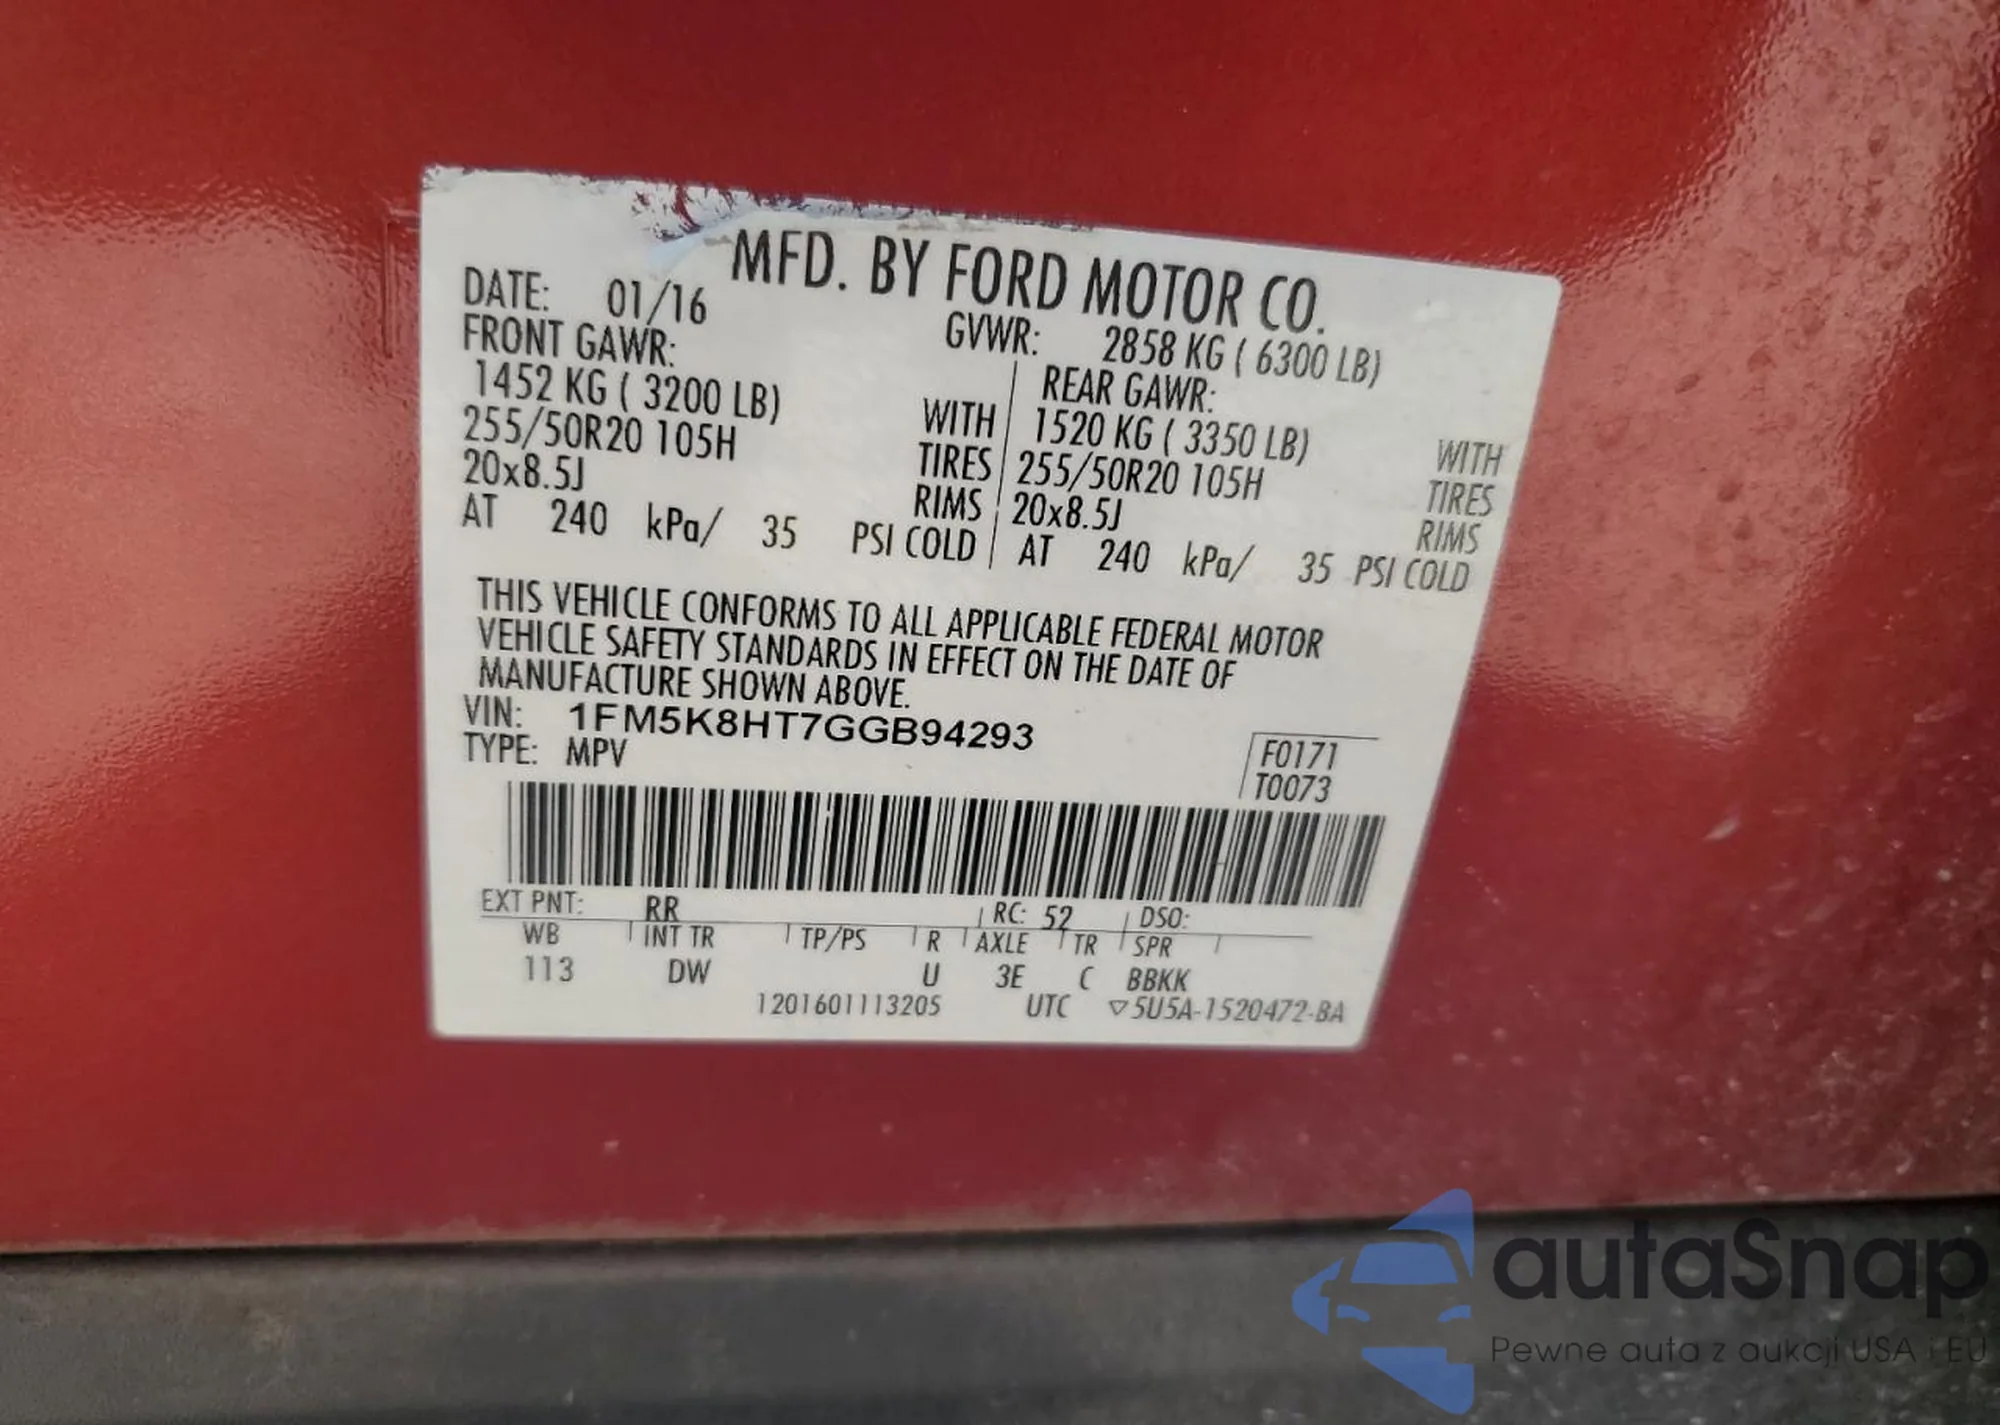 MFD. BY FORD MOTOR CO.
DATE: 01/16
GVWR: 2858 KG ( 6300 LB)
FRONT GAWR:
1452 KG ( 3200 LB) WITH
255/50R20 105H TIRES
20x8.5J RIMS
AT 240 kPa/ 35 PSI COLD
REAR GAWR:
1520 KG ( 3350 LB) WITH
255/50R20 105H TIRES
20x8.5J RIMS
AT 240 kPa/ 35 PSI COLD
THIS VEHICLE CONFORMS TO ALL APPLICABLE FEDERAL MOTOR
VEHICLE SAFETY STANDARDS IN EFFECT ON THE DATE OF
MANUFACTURE SHOWN ABOVE.
VIN: 1FM5K8HT7GGB94293
TYPE: MPV
F0171
T0073
EXT PNT: RR RC: 52 DSO:
WB INT TR TP/PS R AXLE TR SPR
113 DW U 3E C BBKK
1201601113205 UTC ▽5U5A-1520472-BA
autaSnap
Pewne auta z aukcji USA i EU